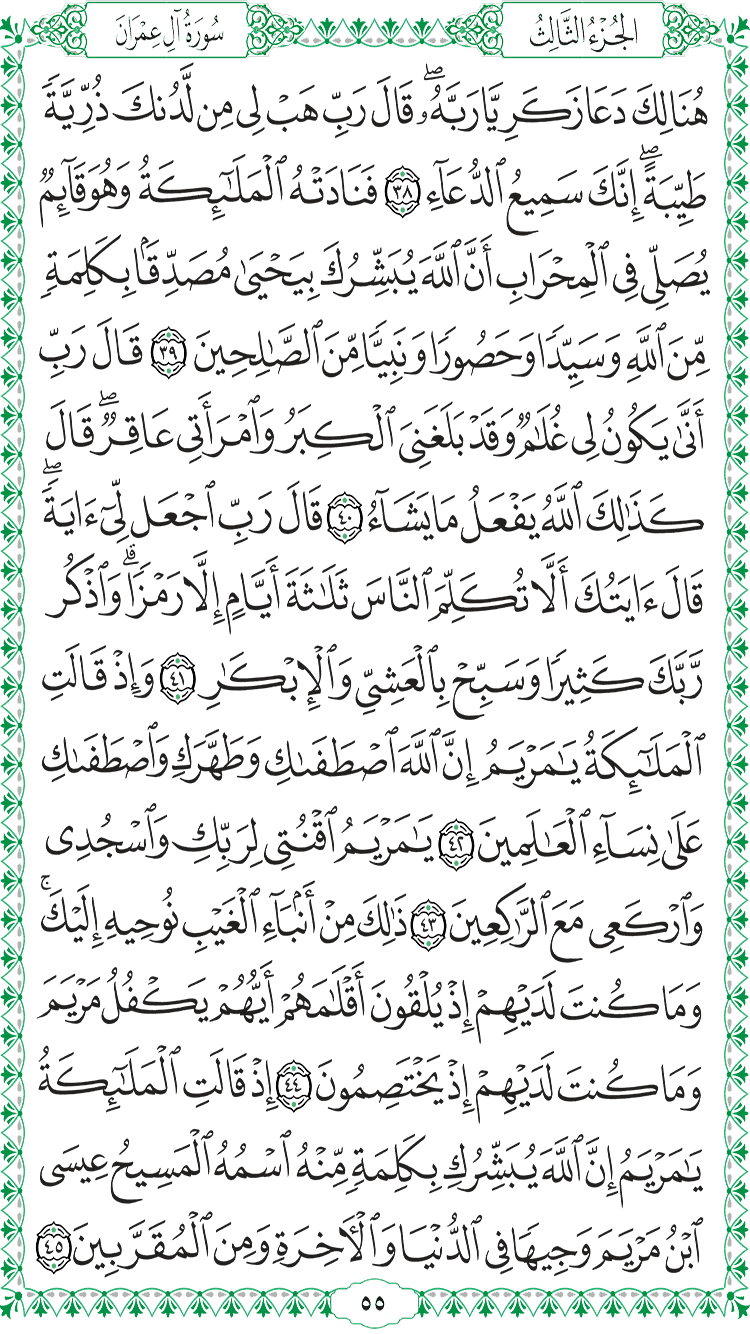 الجُزْءُ الثَّالِثُ
سُورَةُ آلِ عِمْرَانَ
هُنَالِكَ دَعَا زَكَرِيَّا رَبَّهُۥۖ قَالَ رَبِّ هَبْ لِى مِن لَّدُنكَ ذُرِّيَّةٗ
طَيِّبَةًۖ إِنَّكَ سَمِيعُ ٱلدُّعَآءِ ٣٨ فَنَادَتْهُ ٱلْمَلَٰٓئِكَةُ وَهُوَ قَآئِمٞ
يُصَلِّى فِى ٱلْمِحْرَابِ أَنَّ ٱللَّهَ يُبَشِّرُكَ بِيَحْيَىٰ مُصَدِّقَۢا بِكَلِمَةٖ
مِّنَ ٱللَّهِ وَسَيِّدٗا وَحَصُورٗا وَنَبِيّٗا مِّنَ ٱلصَّٰلِحِينَ ٣٩ قَالَ رَبِّ
أَنَّىٰ يَكُونُ لِى غُلَٰمٞ وَقَدْ بَلَغَنِىَ ٱلْكِبَرُ وَٱمْرَأَتِى عَاقِرٞۖ قَالَ
كَذَٰلِكَ ٱللَّهُ يَفْعَلُ مَا يَشَآءُ ٤٠ قَالَ رَبِّ ٱجْعَل لِّىٓ ءَايَةٗۖ
قَالَ ءَايَتُكَ أَلَّا تُكَلِّمَ ٱلنَّاسَ ثَلَٰثَةَ أَيَّامٍ إِلَّا رَمْزٗاۗ وَٱذْكُر
رَّبَّكَ كَثِيرٗا وَسَبِّحْ بِٱلْعَشِىِّ وَٱلْإِبْكَٰرِ ٤١ وَإِذْ قَالَتِ
ٱلْمَلَٰٓئِكَةُ يَٰمَرْيَمُ إِنَّ ٱللَّهَ ٱصْطَفَىٰكِ وَطَهَّرَكِ وَٱصْطَفَىٰكِ
عَلَىٰ نِسَآءِ ٱلْعَٰلَمِينَ ٤٢ يَٰمَرْيَمُ ٱقْنُتِى لِرَبِّكِ وَٱسْجُدِى
وَٱرْكَعِى مَعَ ٱلرَّٰكِعِينَ ٤٣ ذَٰلِكَ مِنْ أَنۢبَآءِ ٱلْغَيْبِ نُوحِيهِ إِلَيْكَۚ
وَمَا كُنتَ لَدَيْهِمْ إِذْ يُلْقُونَ أَقْلَٰمَهُمْ أَيُّهُمْ يَكْفُلُ مَرْيَمَ
وَمَا كُنتَ لَدَيْهِمْ إِذْ يَخْتَصِمُونَ ٤٤ إِذْ قَالَتِ ٱلْمَلَٰٓئِكَةُ
يَٰمَرْيَمُ إِنَّ ٱللَّهَ يُبَشِّرُكِ بِكَلِمَةٖ مِّنْهُ ٱسْمُهُ ٱلْمَسِيحُ عِيسَى
ٱبْنُ مَرْيَمَ وَجِيهٗا فِى ٱلدُّنْيَا وَٱلْأَخِرَةِ وَمِنَ ٱلْمُقَرَّبِينَ ٤٥
٥٥